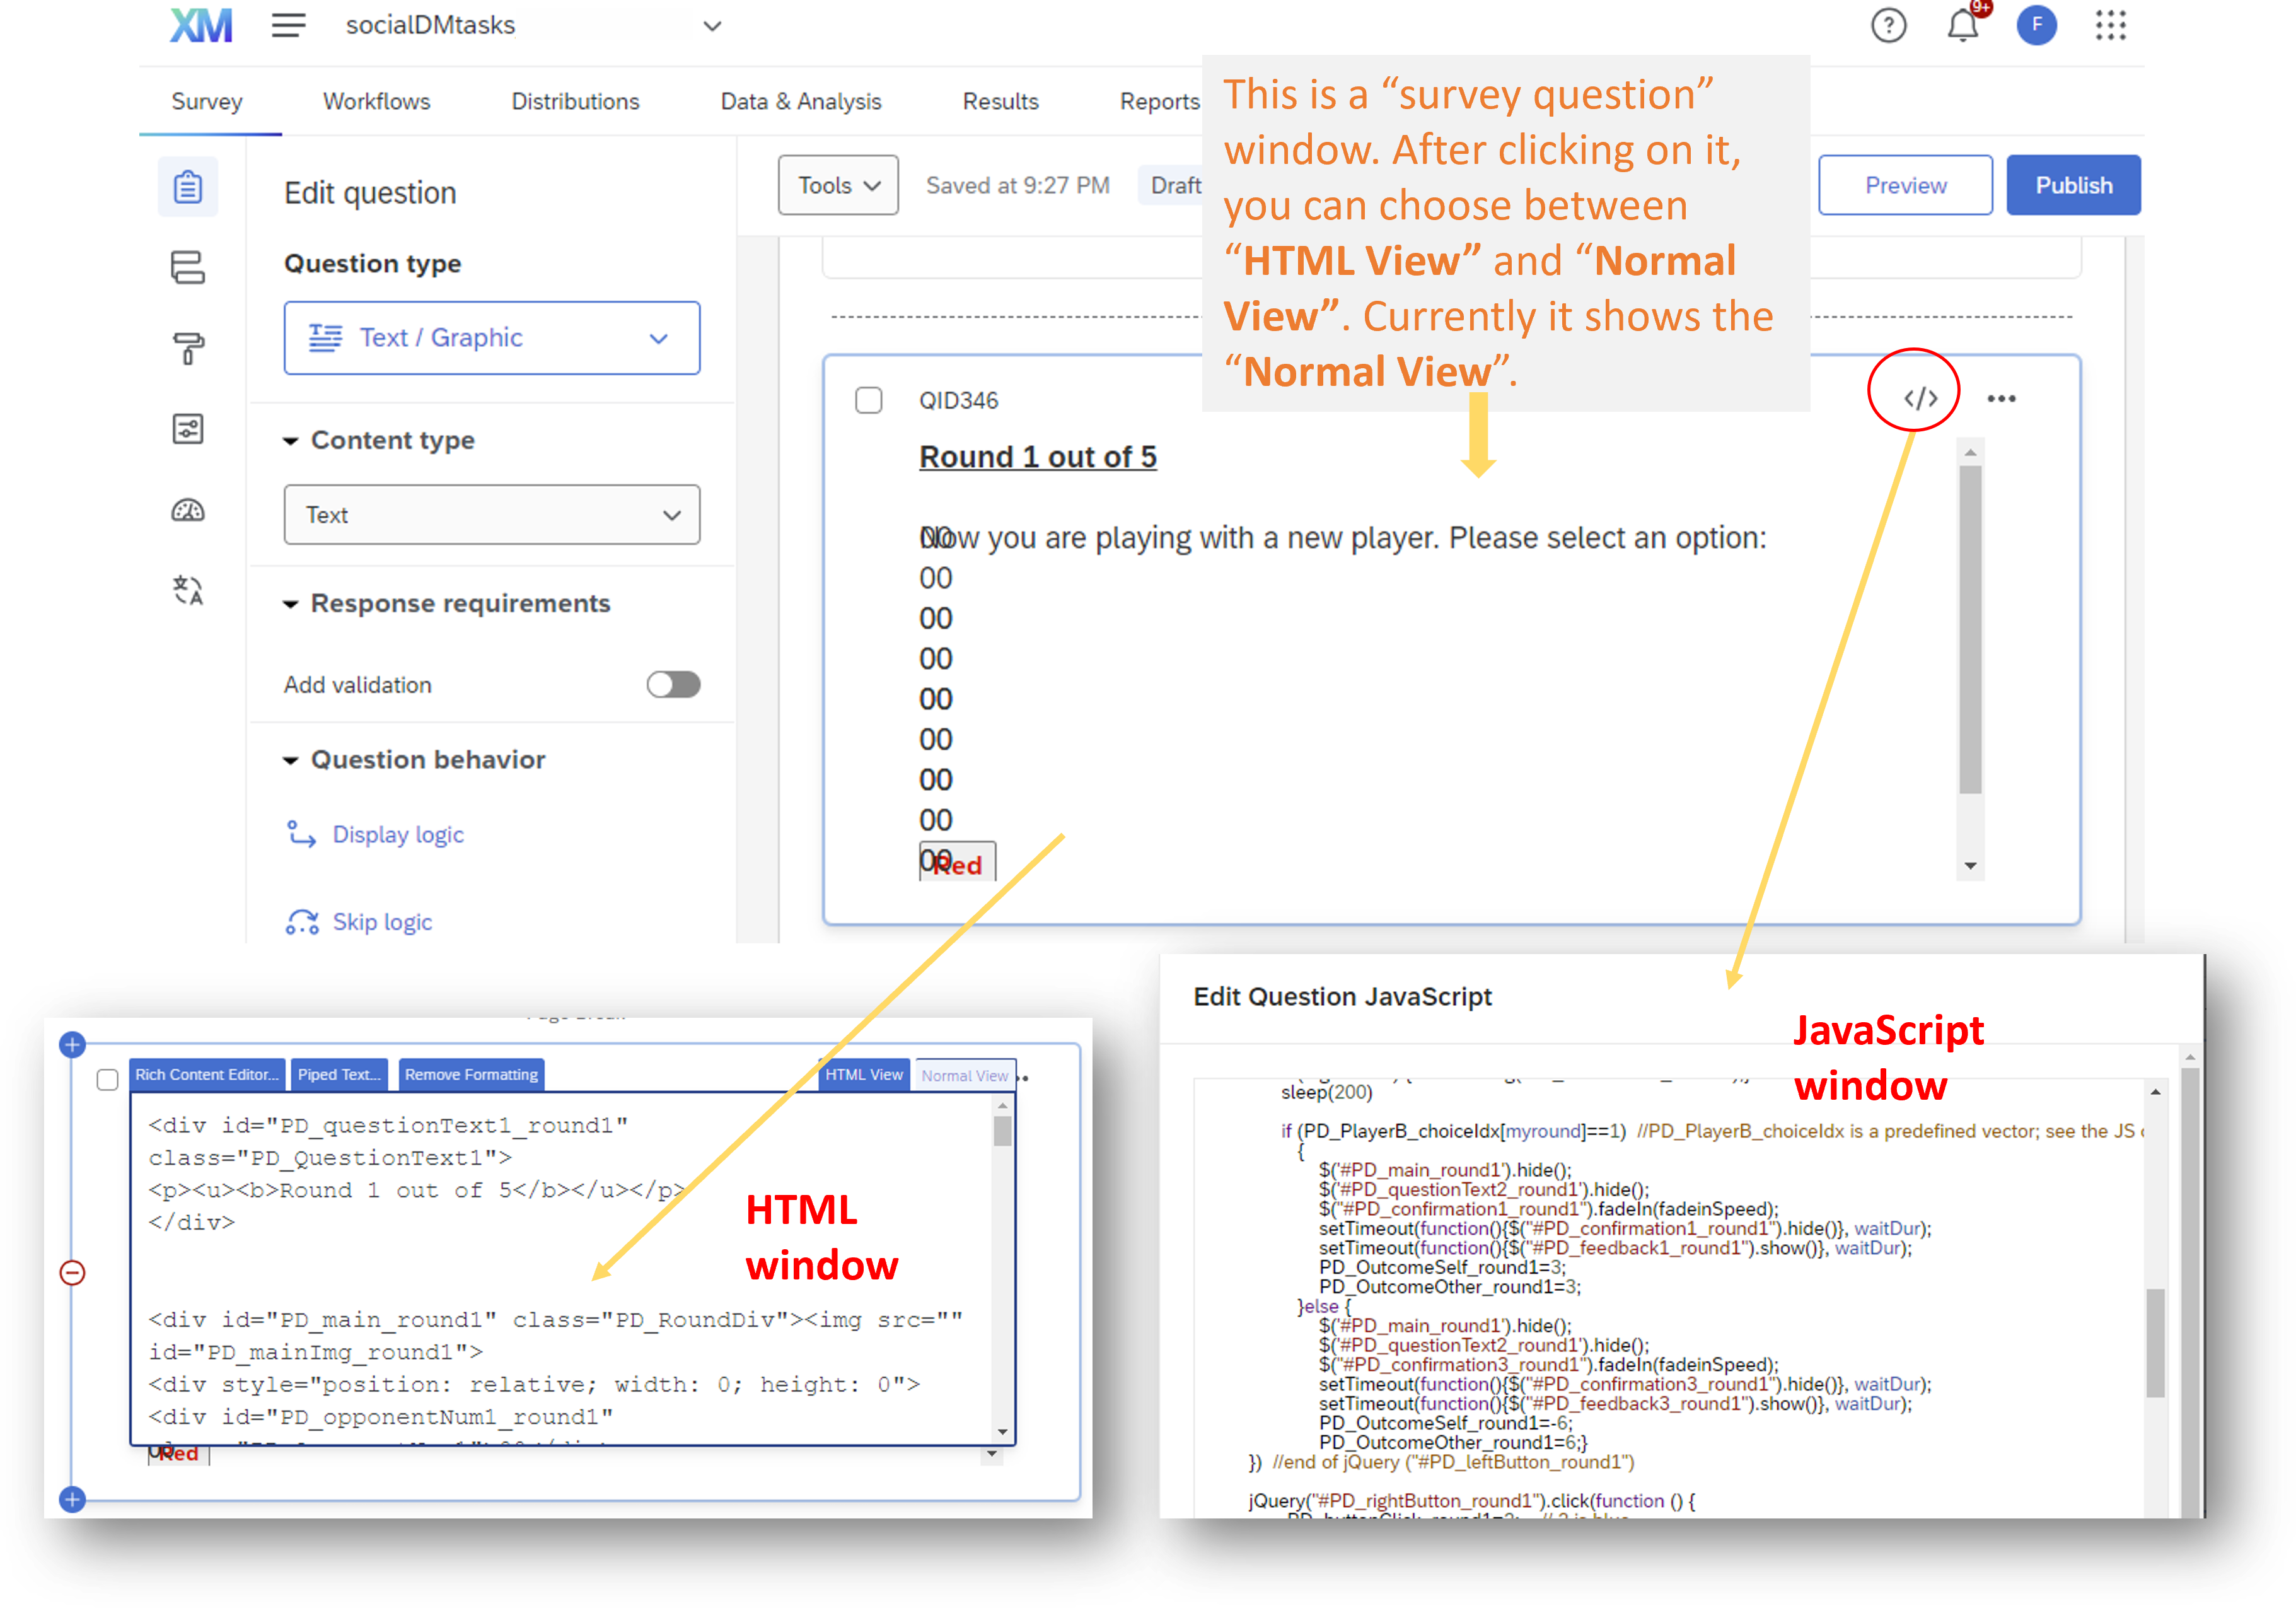 XM
socialDMtasks
?
9+
F
Survey
Workflows
Distributions
Data & Analysis
Results
Reports
This is a “survey question”
window. After clicking on it,
you can choose between
“HTML View” and “Normal
View”. Currently it shows the
“Normal View”.
Edit question
Tools
Saved at 9:27 PM
Draft
Preview
Publish
Question type
Text / Graphic
Content type
Text
Response requirements
Add validation
Question behavior
Display logic
Skip logic
QID346
</>
Round 1 out of 5
Now you are playing with a new player. Please select an option:
00
00
00
00
00
00
00
00
00
Red
Rich Content Editor...
Piped Text...
Remove Formatting
HTML View
Normal View
<div id="PD_questionText1_round1"
class="PD_QuestionText1">
<p><u><b>Round 1 out of 5</b></u></p>
</div>
<div id="PD_main_round1" class="PD_RoundDiv"><img src=""
id="PD_mainImg_round1">
<div style="position: relative; width: 0; height: 0">
<div id="PD_opponentNum1_round1"
00
Red
HTML
window
Edit Question JavaScript
JavaScript
window
sleep(200)
if (PD_PlayerB_choiceIdx[myround]==1) //PD_PlayerB_choiceIdx is a predefined vector; see the JS
{
$('#PD_main_round1').hide();
$('#PD_questionText2_round1').hide();
$("#PD_confirmation1_round1").fadeIn(fadeinSpeed);
setTimeout(function(){$("#PD_confirmation1_round1").hide()}, waitDur);
setTimeout(function(){$("#PD_feedback1_round1").show()}, waitDur);
PD_OutcomeSelf_round1=3;
PD_OutcomeOther_round1=3;
}else {
$('#PD_main_round1').hide();
$('#PD_questionText2_round1').hide();
$("#PD_confirmation3_round1").fadeIn(fadeinSpeed);
setTimeout(function(){$("#PD_confirmation3_round1").hide()}, waitDur);
setTimeout(function(){$("#PD_feedback3_round1").show()}, waitDur);
PD_OutcomeSelf_round1=-6;
PD_OutcomeOther_round1=6;}
}) //end of jQuery ("#PD_leftButton_round1")
jQuery("#PD_rightButton_round1").click(function () {